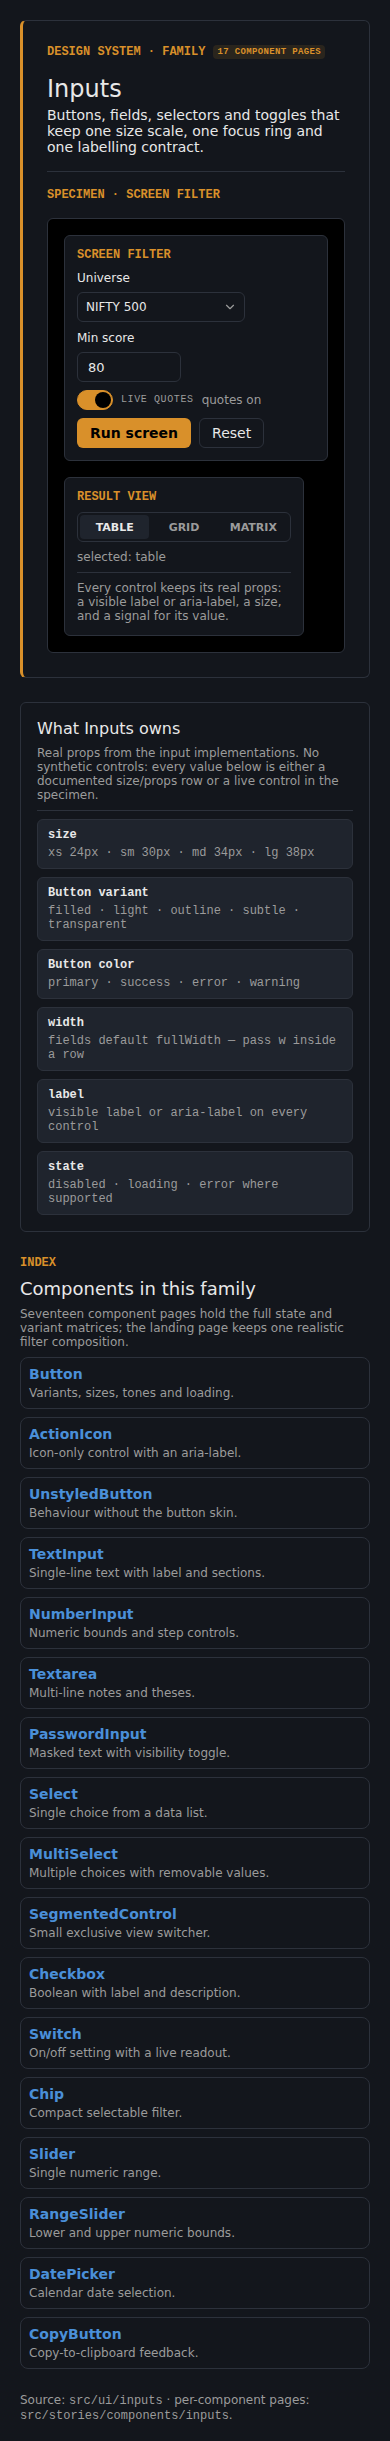 DESIGN SYSTEM · FAMILY 17 COMPONENT PAGES
Inputs
Buttons, fields, selectors and toggles that
keep one size scale, one focus ring and
one labelling contract.
SPECIMEN · SCREEN FILTER
SCREEN FILTER
Universe
NIFTY 500
Min score
80
LIVE QUOTES quotes on
Run screen Reset
RESULT VIEW
TABLE GRID MATRIX
selected: table
Every control keeps its real props:
a visible label or aria-label, a size,
and a signal for its value.
What Inputs owns
Real props from the input implementations. No
synthetic controls: every value below is either a
documented size/props row or a live control in the
specimen.
size
xs 24px · sm 30px · md 34px · lg 38px
Button variant
filled · light · outline · subtle ·
transparent
Button color
primary · success · error · warning
width
fields default fullWidth — pass w inside
a row
label
visible label or aria-label on every
control
state
disabled · loading · error where
supported
INDEX
Components in this family
Seventeen component pages hold the full state and
variant matrices; the landing page keeps one realistic
filter composition.
Button
Variants, sizes, tones and loading.
ActionIcon
Icon-only control with an aria-label.
UnstyledButton
Behaviour without the button skin.
TextInput
Single-line text with label and sections.
NumberInput
Numeric bounds and step controls.
Textarea
Multi-line notes and theses.
PasswordInput
Masked text with visibility toggle.
Select
Single choice from a data list.
MultiSelect
Multiple choices with removable values.
SegmentedControl
Small exclusive view switcher.
Checkbox
Boolean with label and description.
Switch
On/off setting with a live readout.
Chip
Compact selectable filter.
Slider
Single numeric range.
RangeSlider
Lower and upper numeric bounds.
DatePicker
Calendar date selection.
CopyButton
Copy-to-clipboard feedback.
Source: src/ui/inputs · per-component pages:
src/stories/components/inputs.